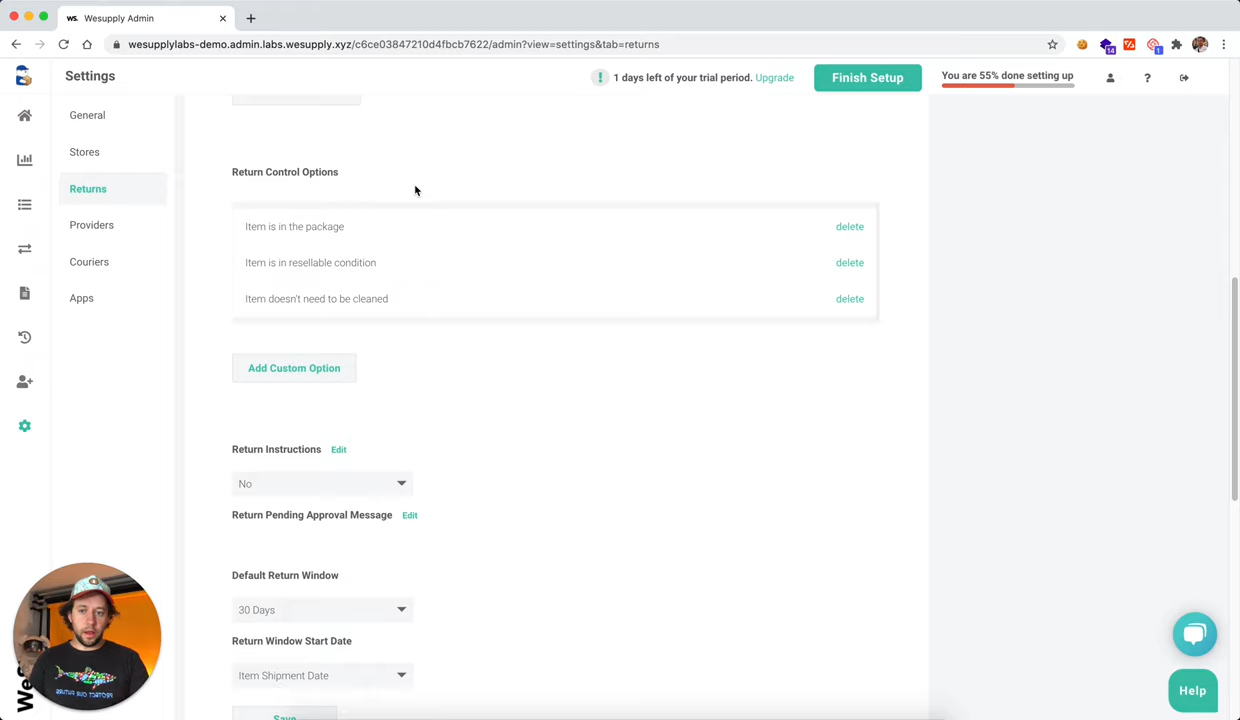 WS. Wesupply Admin
wesupplylabs-demo.admin.labs.wesupply.xyz/c6ce03847210d4fbcb7622/admin?view=settings&tab=returns
14
1
Settings
! 1 days left of your trial period. Upgrade
Finish Setup
You are 55% done setting up
?
General
Stores
Returns
Providers
Couriers
Apps
Return Control Options
Item is in the package delete
Item is in resellable condition delete
Item doesn't need to be cleaned delete
Add Custom Option
Return Instructions Edit
No
Return Pending Approval Message Edit
Default Return Window
30 Days
Return Window Start Date
Item Shipment Date
Save
Help